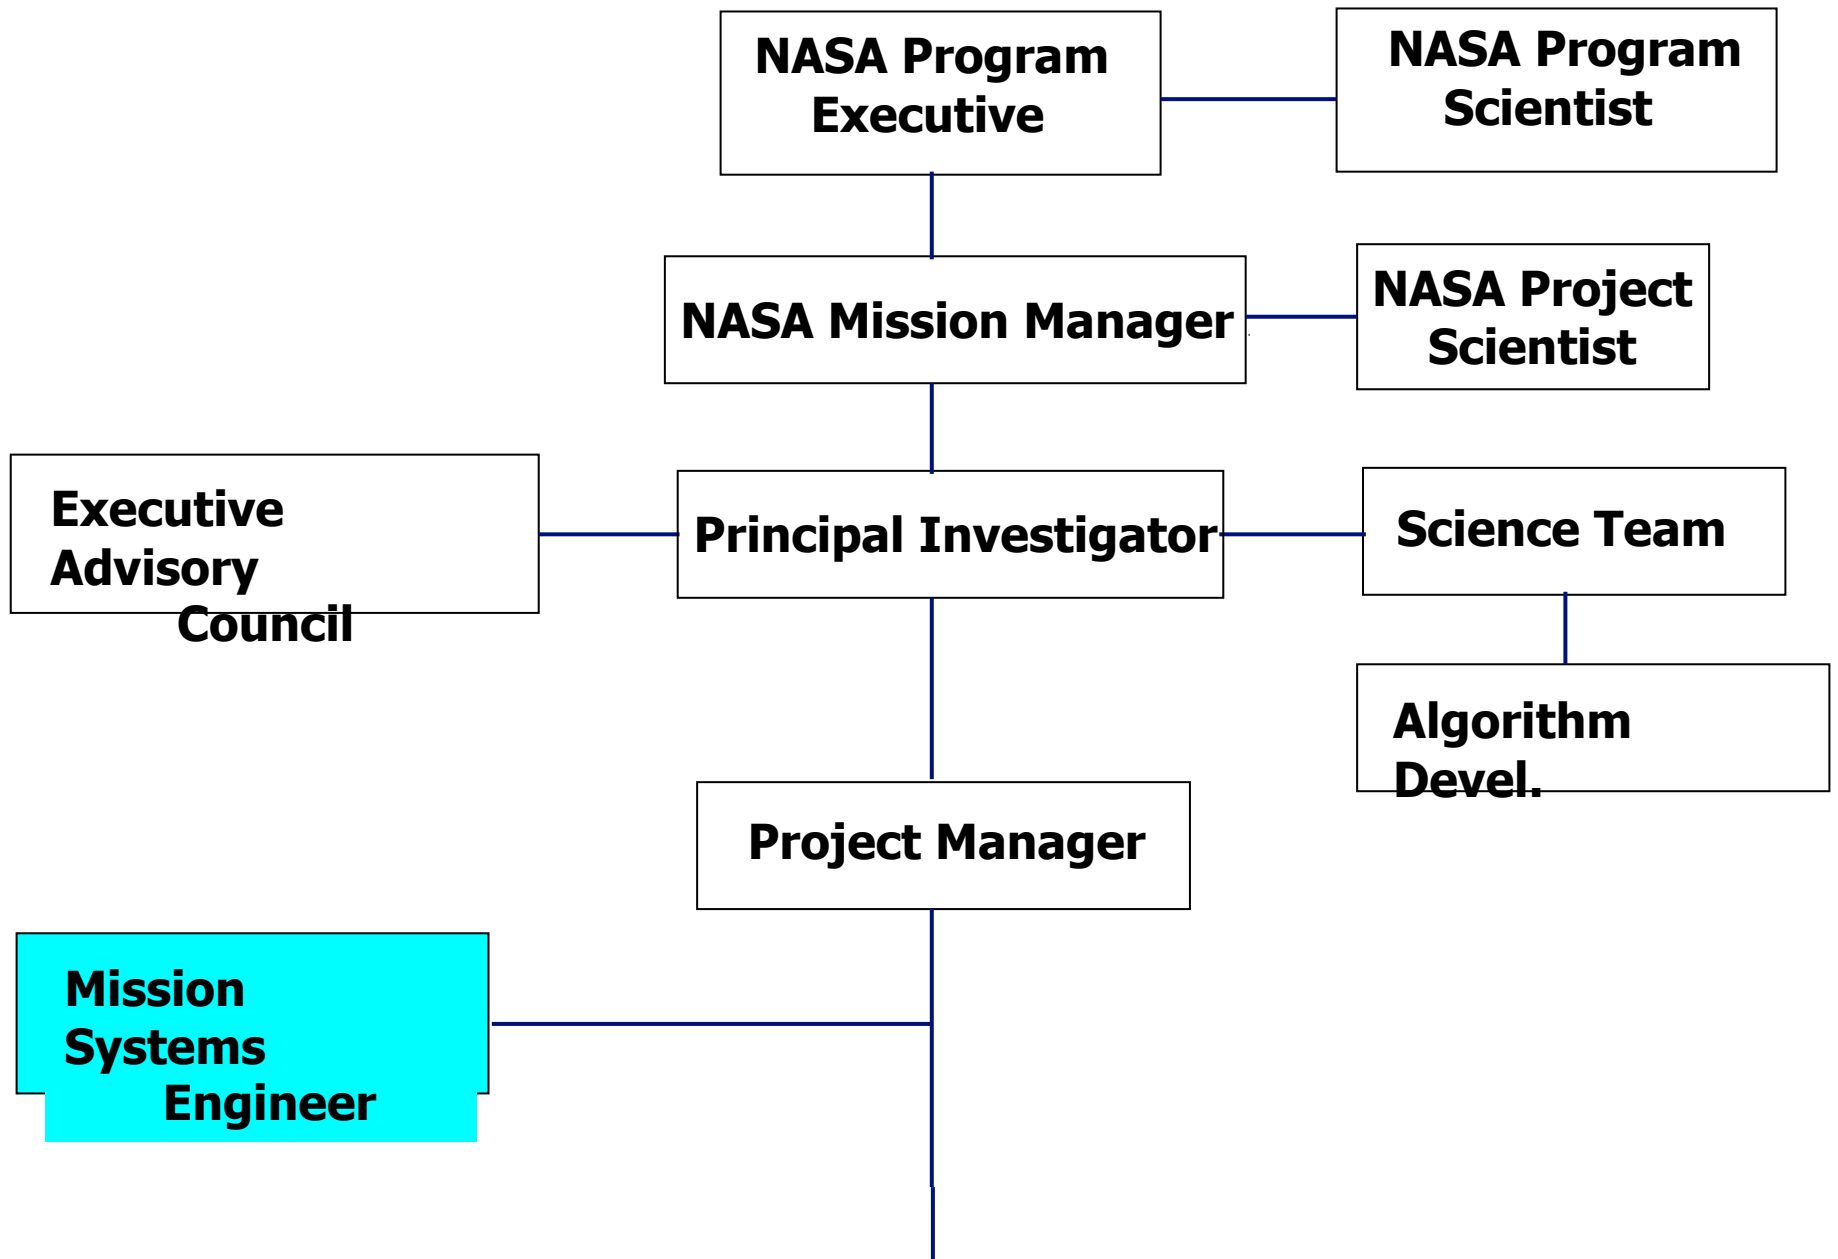 NASA Program
Executive
NASA Program
Scientist
NASA Mission Manager
NASA Project
Scientist
Executive
Advisory
Council
Principal Investigator
Science Team
Algorithm
Devel.
Project Manager
Mission
Systems
Engineer